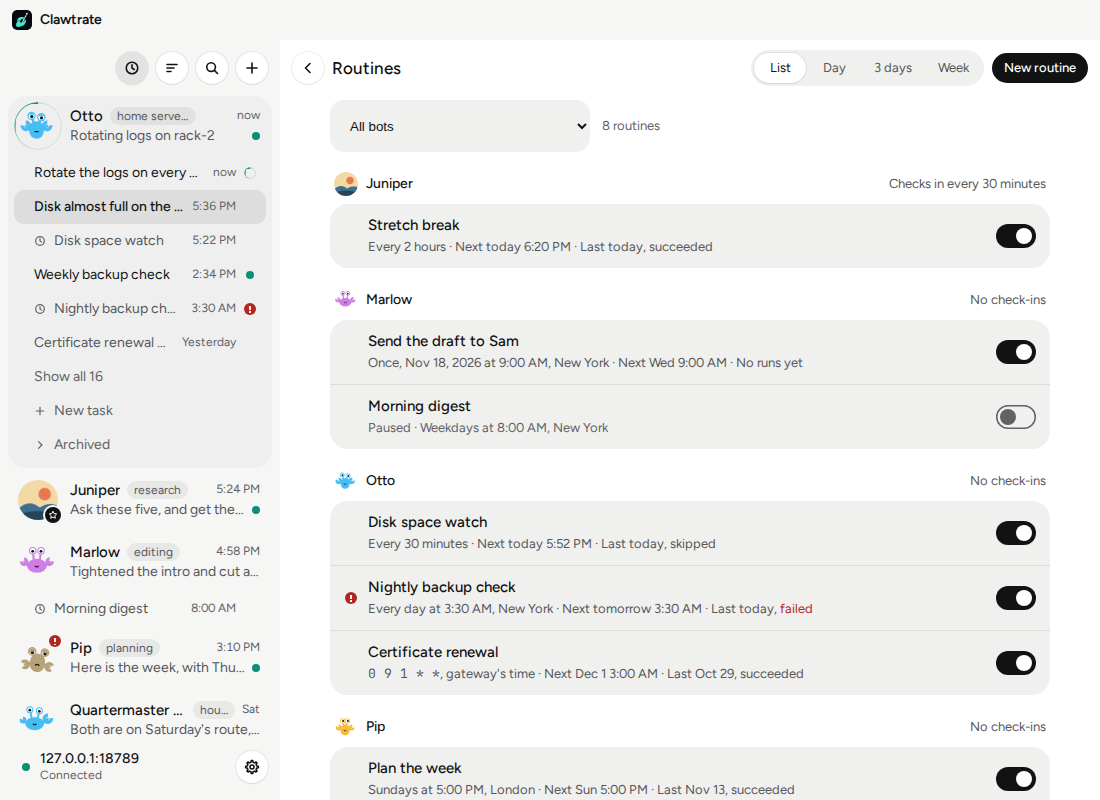 Clawtrate
Otto home serve... now
Rotating logs on rack-2
Rotate the logs on every ... now
Disk almost full on the ... 5:36 PM
Disk space watch 5:22 PM
Weekly backup check 2:34 PM
Nightly backup ch... 3:30 AM
Certificate renewal ... Yesterday
Show all 16
New task
Archived
Juniper research 5:24 PM
Ask these five, and get the...
Marlow editing 4:58 PM
Tightened the intro and cut a...
Morning digest 8:00 AM
Pip planning 3:10 PM
Here is the week, with Thu...
Quartermaster ... hou... Sat
Both are on Saturday's route,...
127.0.0.1:18789
Connected
Routines
List Day 3 days Week New routine
All bots 8 routines
Juniper Checks in every 30 minutes
Stretch break
Every 2 hours · Next today 6:20 PM · Last today, succeeded
Marlow No check-ins
Send the draft to Sam
Once, Nov 18, 2026 at 9:00 AM, New York · Next Wed 9:00 AM · No runs yet
Morning digest
Paused · Weekdays at 8:00 AM, New York
Otto No check-ins
Disk space watch
Every 30 minutes · Next today 5:52 PM · Last today, skipped
Nightly backup check
Every day at 3:30 AM, New York · Next tomorrow 3:30 AM · Last today, failed
Certificate renewal
0 9 1 * *, gateway's time · Next Dec 1 3:00 AM · Last Oct 29, succeeded
Pip No check-ins
Plan the week
Sundays at 5:00 PM, London · Next Sun 5:00 PM · Last Nov 13, succeeded